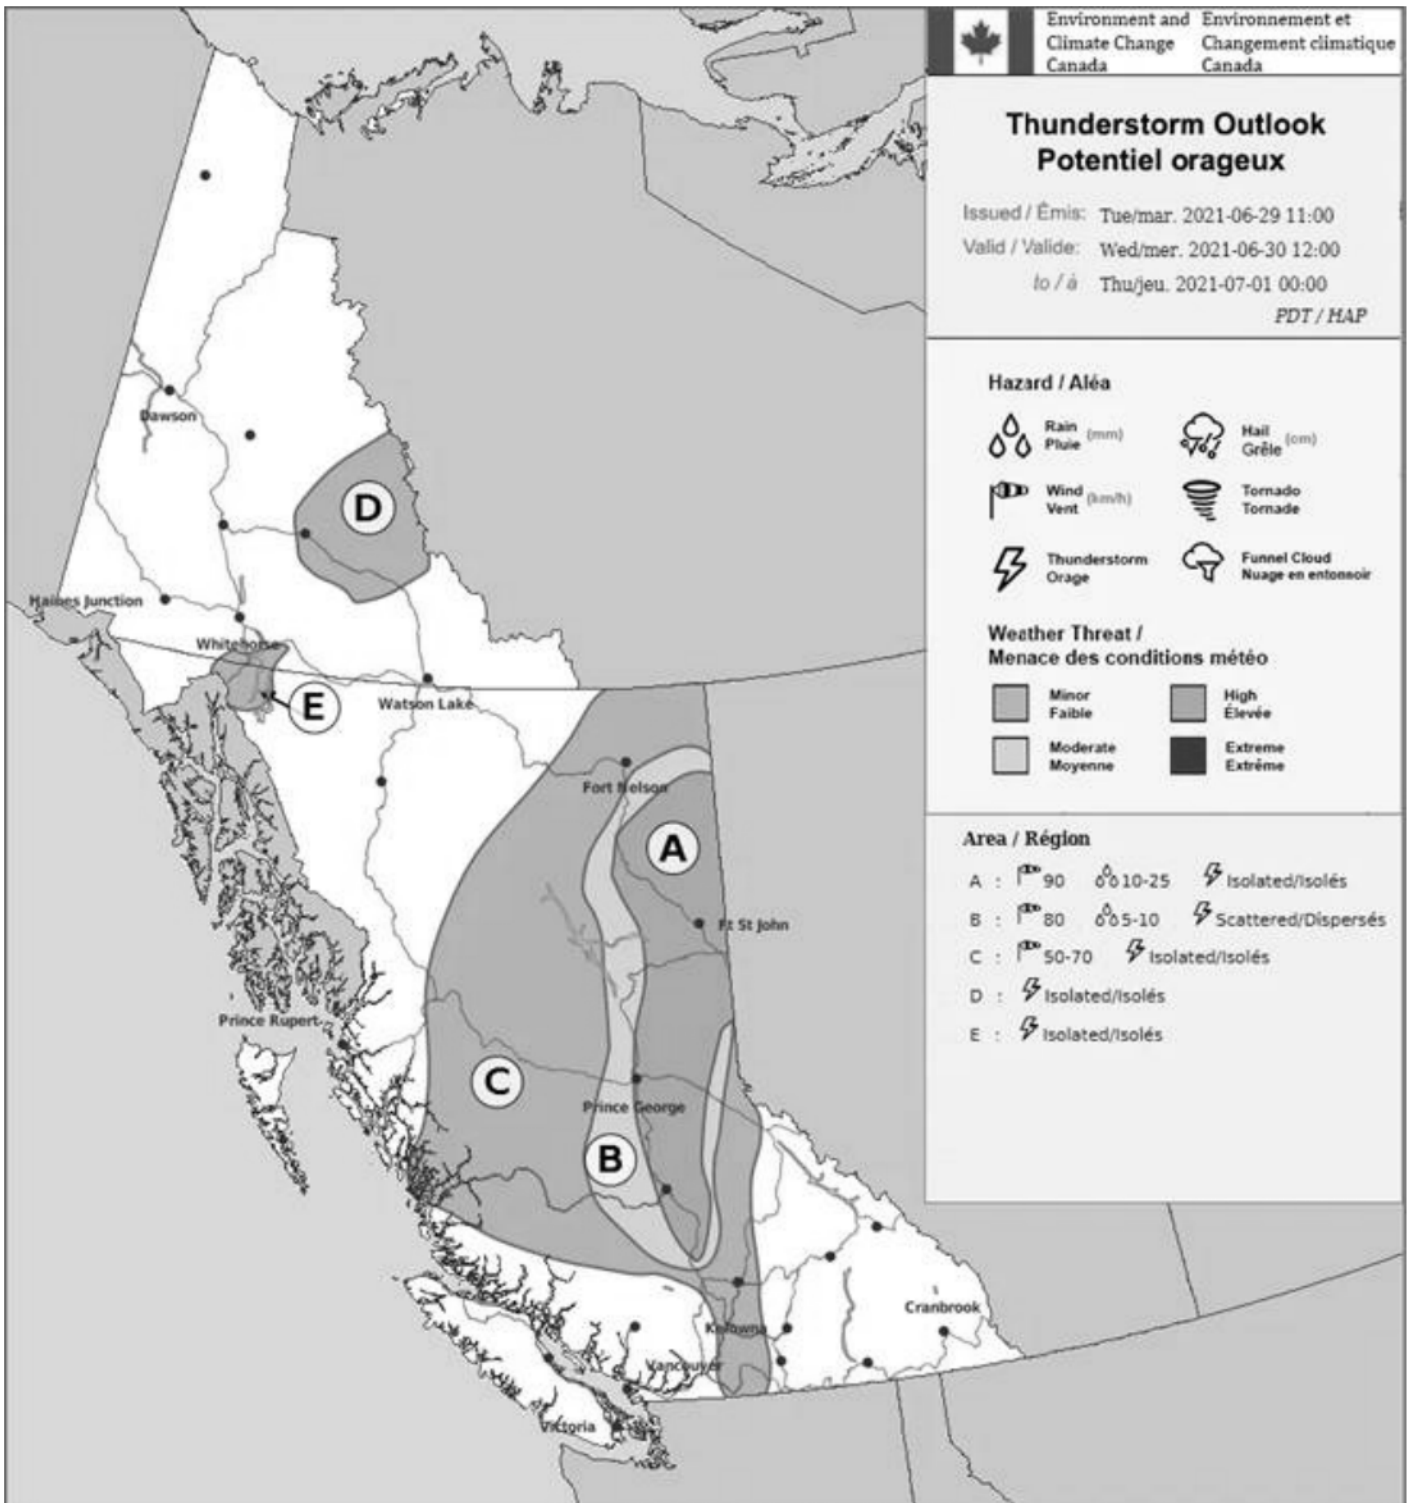 Environment and Environnement et
Climate Change Changement climatique
Canada Canada
Thunderstorm Outlook
Potentiel orageux
Issued / Émis: Tue/mar. 2021-06-29 11:00
Valid / Valide: Wed/mer. 2021-06-30 12:00
to / à Thu/jeu. 2021-07-01 00:00
PDT / HAP
Hazard / Aléa
Rain Pluie (mm)
Hail Grêle (cm)
Wind Vent (km/h)
Tornado Tornade
Thunderstorm Orage
Funnel Cloud Nuage en entonnoir
Weather Threat /
Menace des conditions météo
Minor Faible
High Élevée
Moderate Moyenne
Extreme Extrême
Area / Région
A : 90 10-25 Isolated/Isolés
B : 80 5-10 Scattered/Dispersés
C : 50-70 Isolated/Isolés
D : Isolated/Isolés
E : Isolated/Isolés
Dawson
D
Haines Junction
Whitehorse
E
Watson Lake
Fort Nelson
A
Ft St John
Prince Rupert
C
Prince George
B
Cranbrook
Kelowna
Vancouver
Victoria